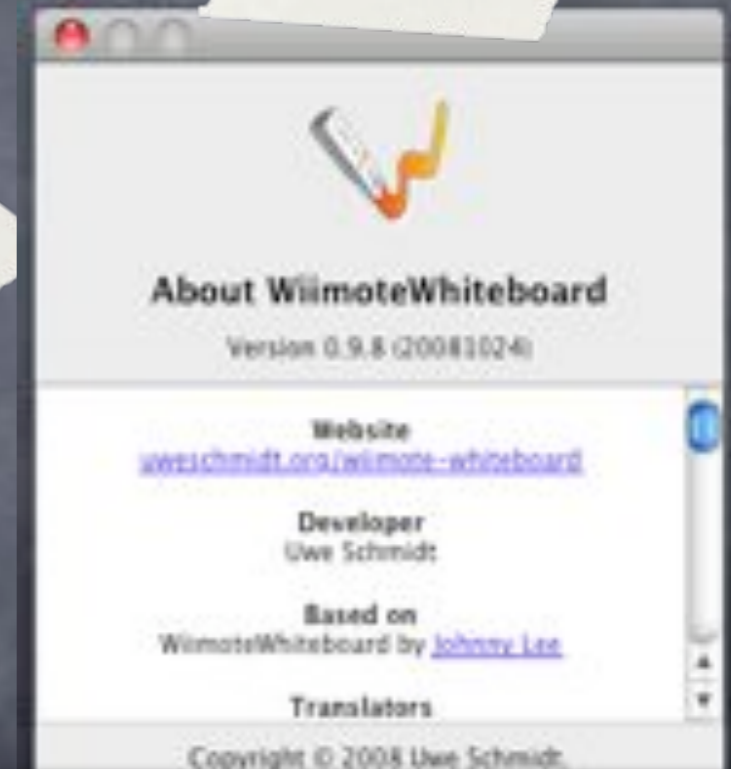 About WiimoteWhiteboard
Version 0.9.8 (20081024)
Website
uweschmidt.org/wiimote-whiteboard
Developer
Uwe Schmidt
Based on
WiimoteWhiteboard by Johnny Lee
Translators
Copyright © 2008 Uwe Schmidt.